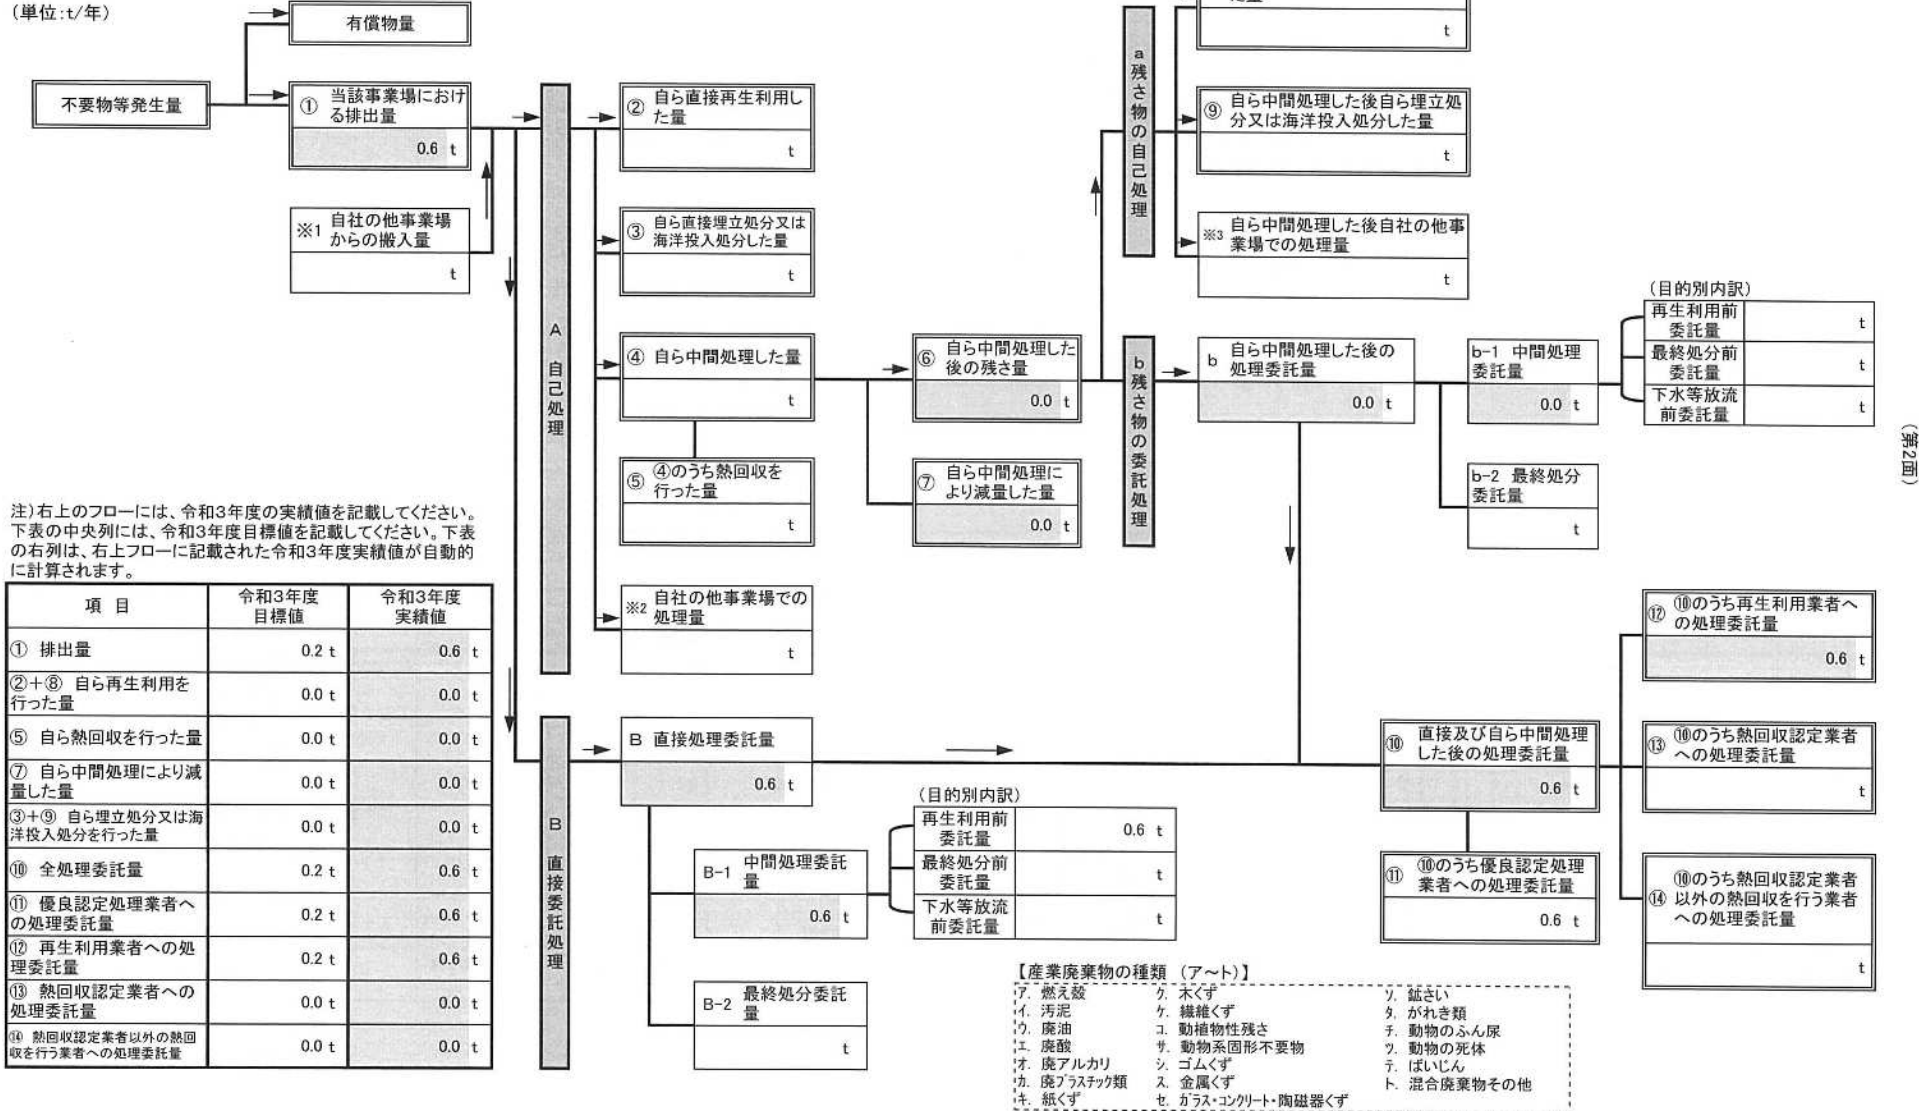 (単位:t/年)
有償物量
不要物等発生量
① 当該事業場におけ
る排出量
0.6 t
※1 自社の他事業場
からの搬入量
t
A 自己処理
② 自ら直接再生利用し
た量
t
③ 自ら直接埋立処分又は
海洋投入処分した量
t
④ 自ら中間処理した量
t
⑤ ④のうち熱回収を
行った量
t
※2 自社の他事業場での
処理量
t
⑥ 自ら中間処理した
後の残さ量
0.0 t
⑦ 自ら中間処理に
より減量した量
0.0 t
a 残さ物の自己処理
t
⑨ 自ら中間処理した後自ら埋立処
分又は海洋投入処分した量
t
※3 自ら中間処理した後自社の他事
業場での処理量
t
b 残さ物の委託処理
b 自ら中間処理した後の
処理委託量
0.0 t
b-1 中間処理
委託量
0.0 t
b-2 最終処分
委託量
t
(目的別内訳)
再生利用前
委託量 t
最終処分前
委託量 t
下水等放流
前委託量 t
(第2面)
注)右上のフローには、令和3年度の実績値を記載してください。
下表の中央列には、令和3年度目標値を記載してください。下表
の右列は、右上フローに記載された令和3年度実績値が自動的
に計算されます。
項 目 令和3年度 令和3年度
目標値 実績値
① 排出量 0.2 t 0.6 t
②+⑧ 自ら再生利用を
行った量 0.0 t 0.0 t
⑤ 自ら熱回収を行った量 0.0 t 0.0 t
⑦ 自ら中間処理により減
量した量 0.0 t 0.0 t
③+⑨ 自ら埋立処分又は海
洋投入処分を行った量 0.0 t 0.0 t
⑩ 全処理委託量 0.2 t 0.6 t
⑪ 優良認定処理業者へ
の処理委託量 0.2 t 0.6 t
⑫ 再生利用業者への処
理委託量 0.2 t 0.6 t
⑬ 熱回収認定業者への
処理委託量 0.0 t 0.0 t
⑭ 熱回収認定業者以外の熱回
収を行う業者への処理委託量 0.0 t 0.0 t
B 直接委託処理
B 直接処理委託量
0.6 t
B-1 中間処理委託
量
0.6 t
B-2 最終処分委託
量
t
(目的別内訳)
再生利用前
委託量 0.6 t
最終処分前
委託量 t
下水等放流
前委託量 t
⑩ 直接及び自ら中間処理
した後の処理委託量
0.6 t
⑪ ⑩のうち優良認定処理
業者への処理委託量
0.6 t
⑫ ⑩のうち再生利用業者へ
の処理委託量
0.6 t
⑬ ⑩のうち熱回収認定業者
への処理委託量
t
⑭ ⑩のうち熱回収認定業者
以外の熱回収を行う業者
への処理委託量
t
【産業廃棄物の種類 (ア~ト)】
ア. 燃え殻 ク. 木くず ソ. 鉱さい
イ. 汚泥 ケ. 繊維くず タ. がれき類
ウ. 廃油 コ. 動植物性残さ チ. 動物のふん尿
エ. 廃酸 サ. 動物系固形不要物 ツ. 動物の死体
オ. 廃アルカリ シ. ゴムくず テ. ばいじん
カ. 廃プラスチック類 ス. 金属くず ト. 混合廃棄物その他
キ. 紙くず セ. ガラス・コンクリート・陶磁器くず